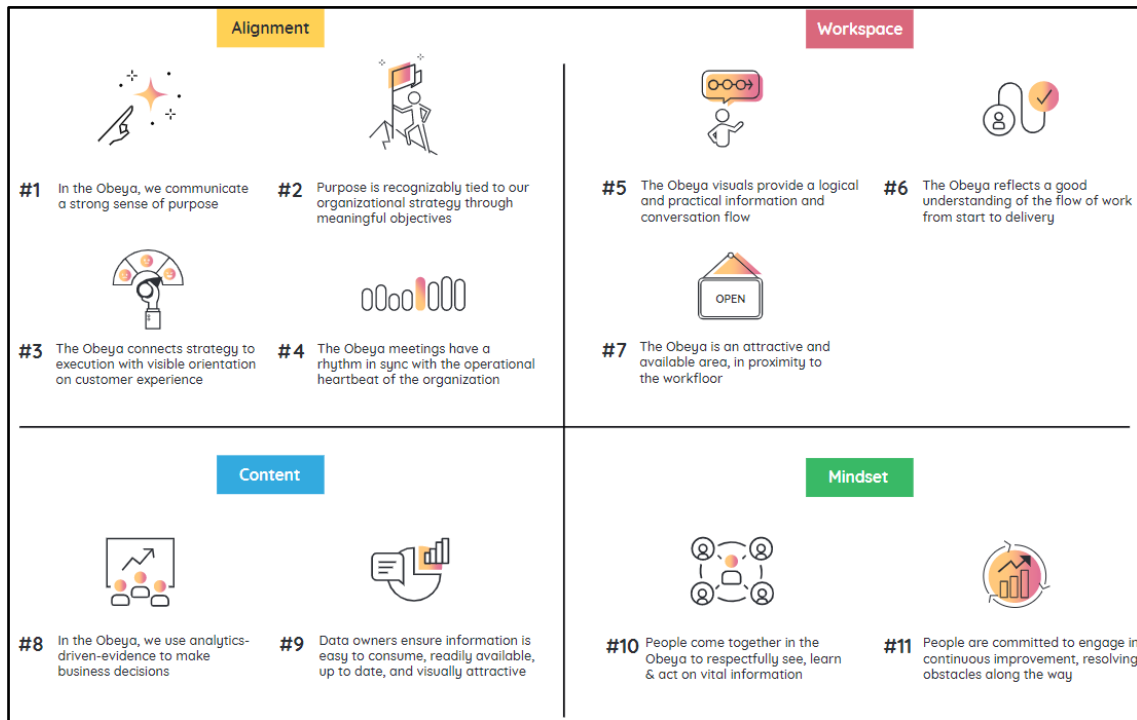 Alignment
Workspace
#1 In the Obeya, we communicate
a strong sense of purpose
#2 Purpose is recognizably tied to our
organizational strategy through
meaningful objectives
#5 The Obeya visuals provide a logical
and practical information and
conversation flow
#6 The Obeya reflects a good
understanding of the flow of work
from start to delivery
#3 The Obeya connects strategy to
execution with visible orientation
on customer experience
#4 The Obeya meetings have a
rhythm in sync with the operational
heartbeat of the organization
OPEN
#7 The Obeya is an attractive and
available area, in proximity to
the workfloor
Content
Mindset
#8 In the Obeya, we use analytics-
driven-evidence to make
business decisions
#9 Data owners ensure information is
easy to consume, readily available,
up to date, and visually attractive
#10 People come together in the
Obeya to respectfully see, learn
& act on vital information
#11 People are committed to engage in
continuous improvement, resolving
obstacles along the way